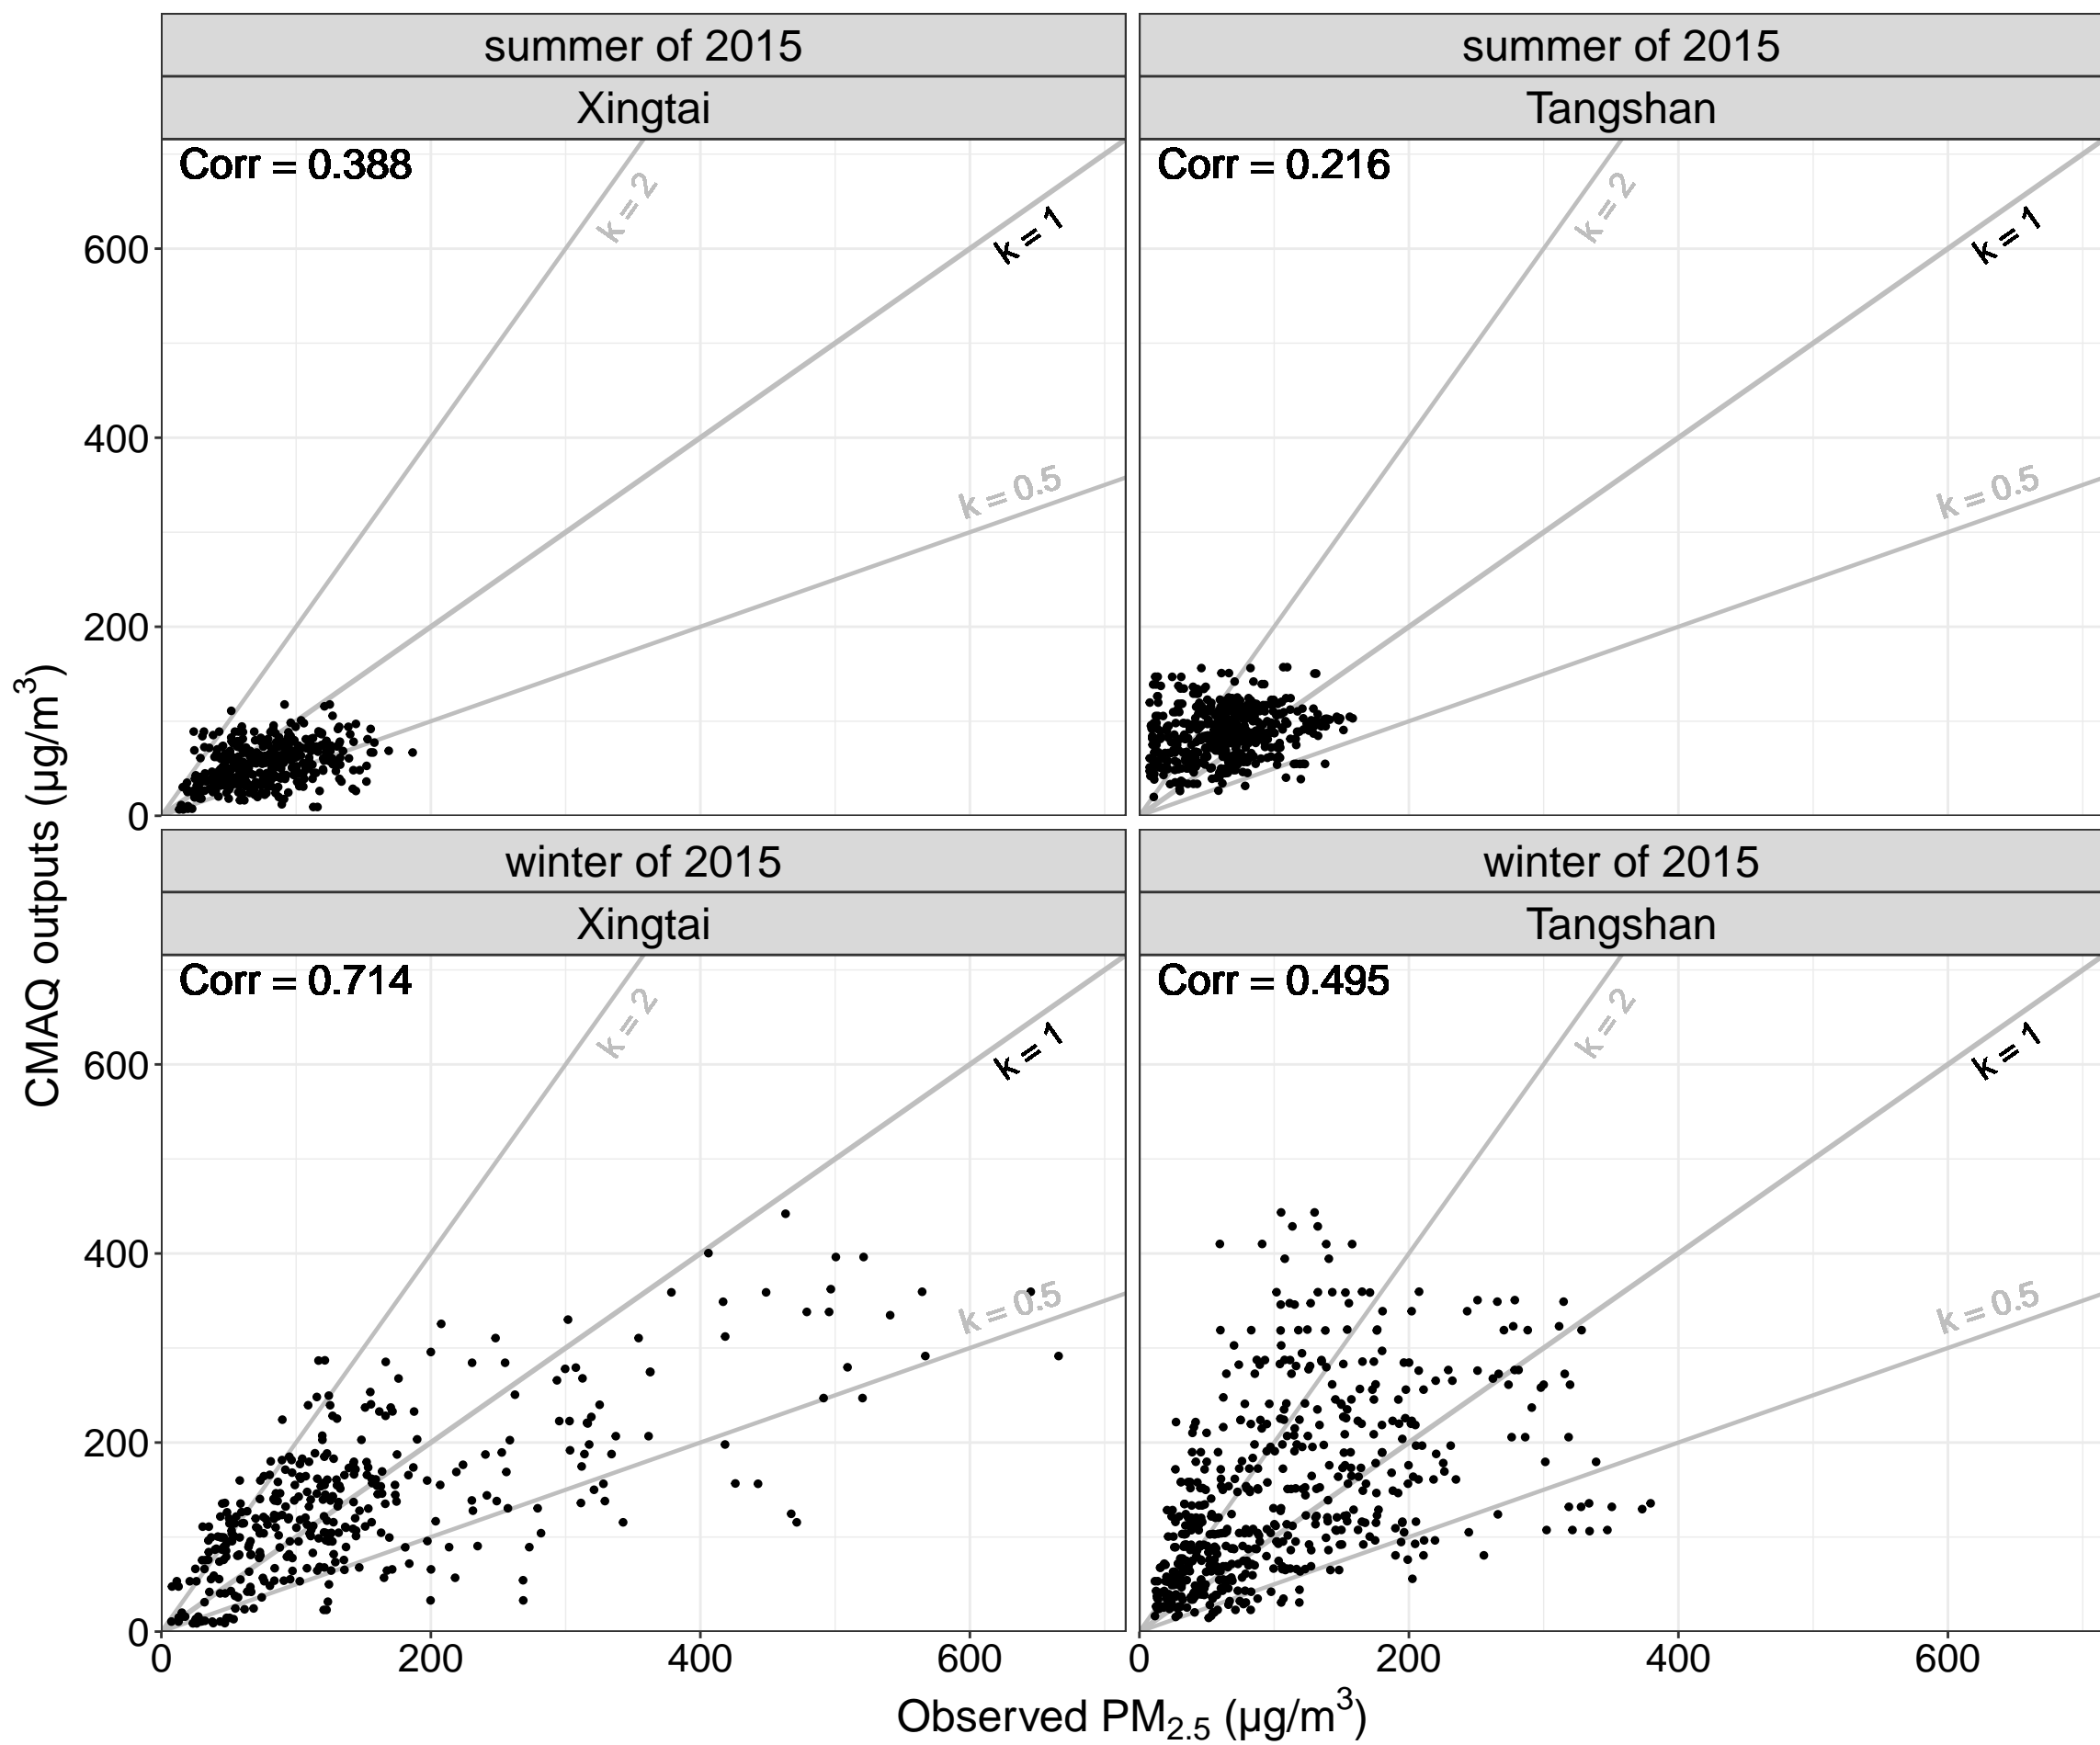 summer of 2015
Xingtai
Corr = 0.388
k = 2
k = 1
k = 0.5
600
400
200
0
summer of 2015
Tangshan
Corr = 0.216
k = 2
k = 1
k = 0.5
CMAQ outputs (μg/m³)
winter of 2015
Xingtai
Corr = 0.714
k = 2
k = 1
k = 0.5
600
400
200
0
0
200
400
600
winter of 2015
Tangshan
Corr = 0.495
k = 2
k = 1
k = 0.5
0
200
400
600
Observed PM₂.₅ (μg/m³)